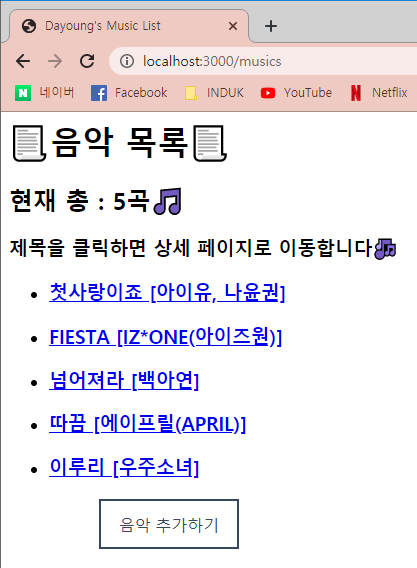 Dayoung's Music List
localhost:3000/musics
네이버 Facebook INDUK YouTube Netflix
📃음악 목록📃
현재 총 : 5곡🎵
제목을 클릭하면 상세 페이지로 이동합니다🎶
• 첫사랑이죠 [아이유, 나윤권]
• FIESTA [IZ*ONE(아이즈원)]
• 넘어져라 [백아연]
• 따끔 [에이프릴(APRIL)]
• 이루리 [우주소녀]
음악 추가하기